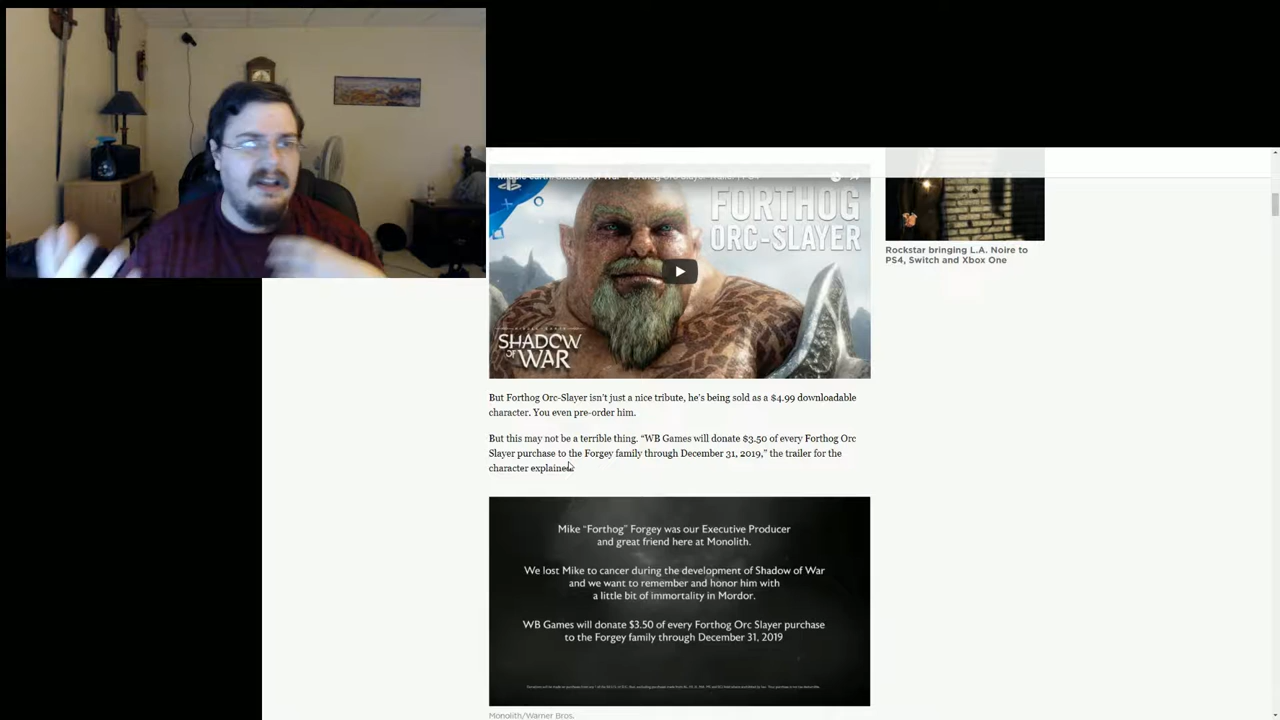 FORTHOG
ORC-SLAYER
SHADOW
OF WAR
Rockstar bringing L.A. Noire to
PS4, Switch and Xbox One
But Forthog Orc-Slayer isn't just a nice tribute, he's being sold as a $4.99 downloadable
character. You even pre-order him.
But this may not be a terrible thing. “WB Games will donate $3.50 of every Forthog Orc
Slayer purchase to the Forgey family through December 31, 2019,” the trailer for the
character explained.
Mike “Forthog” Forgey was our Executive Producer
and great friend here at Monolith.
We lost Mike to cancer during the development of Shadow of War
and we want to remember and honor him with
a little bit of immortality in Mordor.
WB Games will donate $3.50 of every Forthog Orc Slayer purchase
to the Forgey family through December 31, 2019
Monolith/Warner Bros.